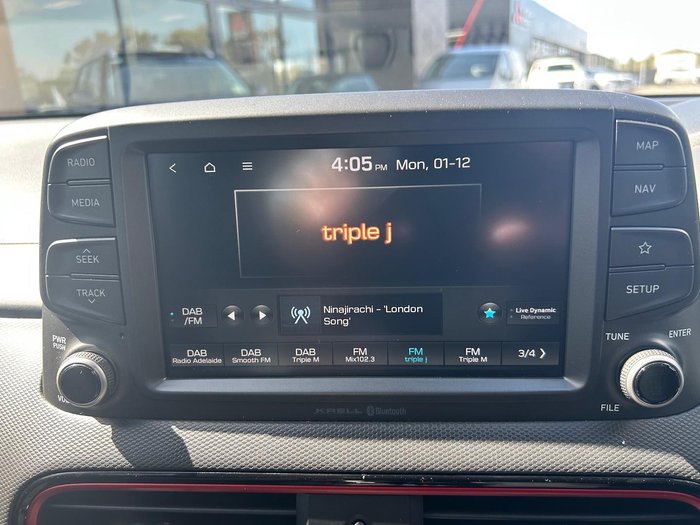 RADIO
MEDIA
SEEK
TRACK
PWR
PUSH
VOL
4:05 PM Mon, 01-12
triple j
DAB
/FM
Ninajirachi - 'London
Song'
Live Dynamic
Reference
DAB
Radio Adelaide
DAB
Smooth FM
DAB
Triple M
FM
Mix102.3
FM
triple j
FM
Triple M
3/4
KRELL Bluetooth
MAP
NAV
SETUP
TUNE
ENTER
FILE